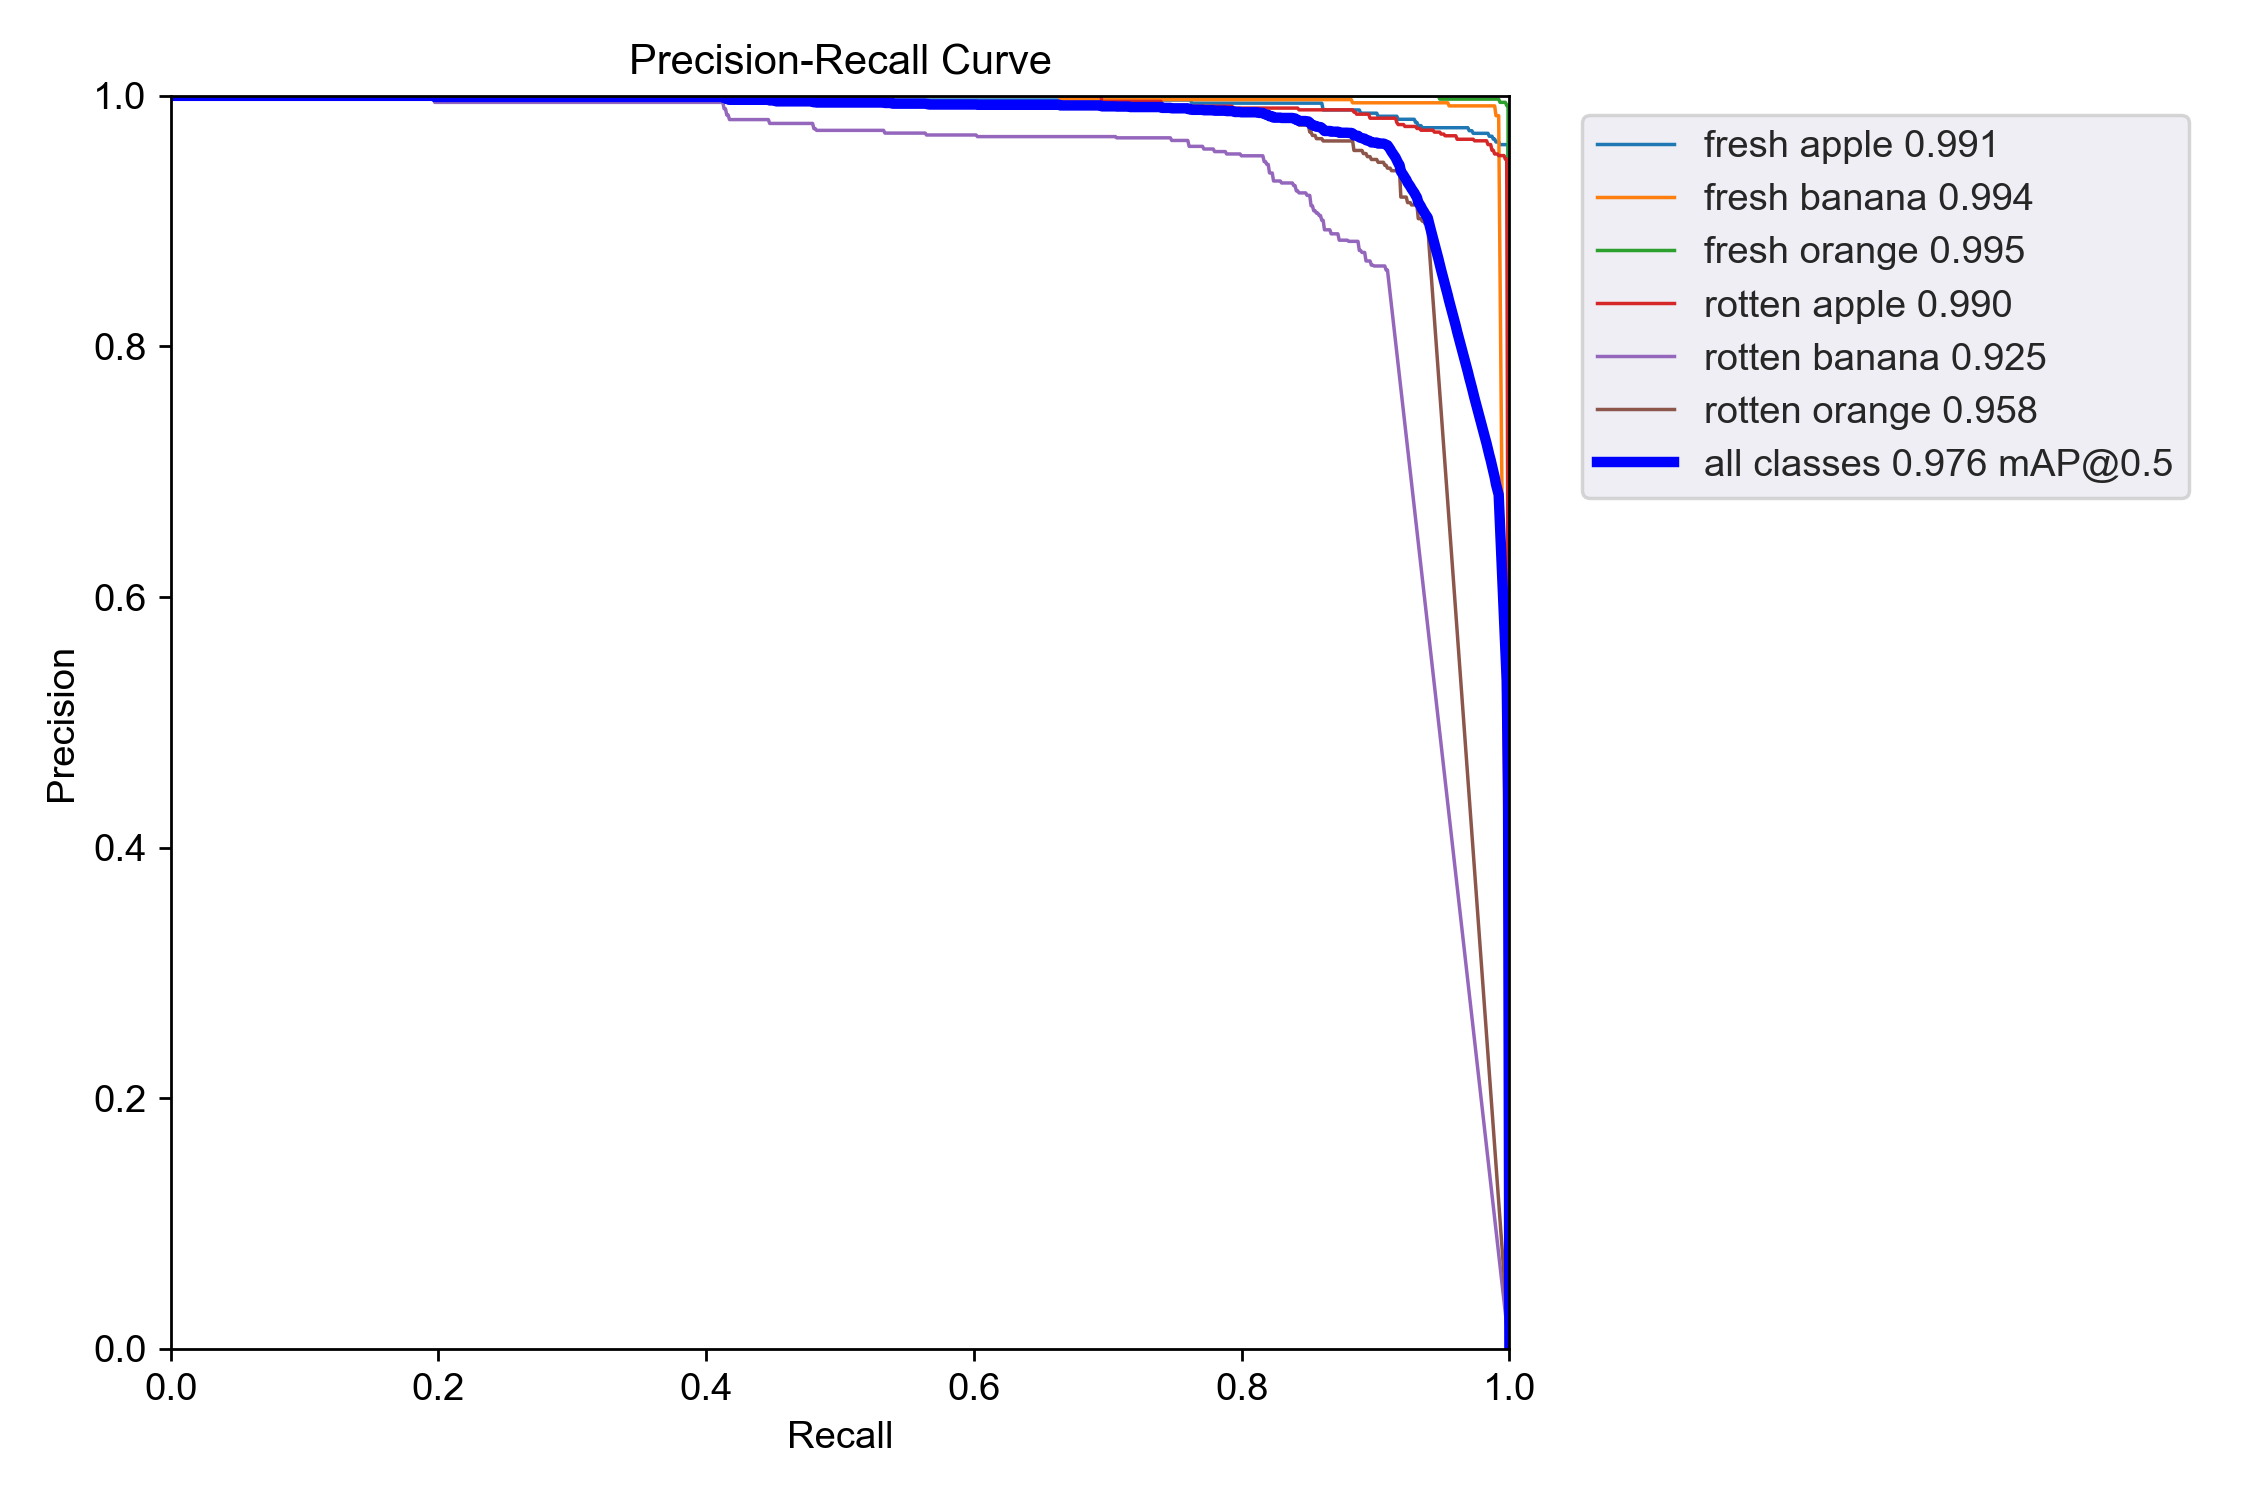 Precision-Recall Curve
1.0
0.8
0.6
0.4
0.2
0.0
Precision
0.0 0.2 0.4 0.6 0.8 1.0
Recall
fresh apple 0.991
fresh banana 0.994
fresh orange 0.995
rotten apple 0.990
rotten banana 0.925
rotten orange 0.958
all classes 0.976 mAP@0.5